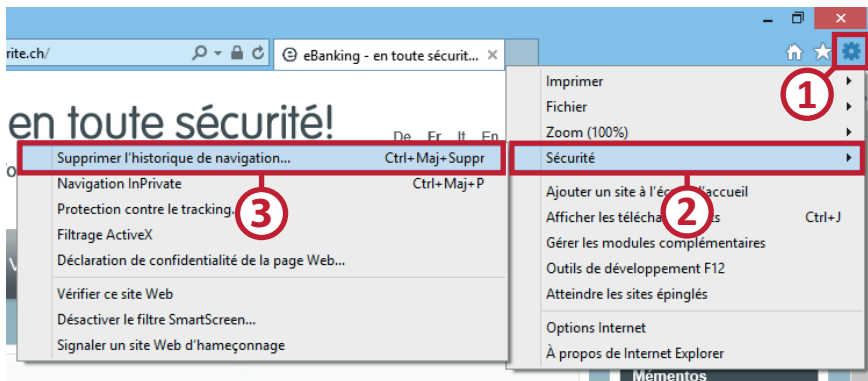 rite.ch/
eBanking - en toute sécurit...
en toute sécurité!
De Fr It En
1
Imprimer
Fichier
Zoom (100%)
Sécurité
2
Ajouter un site à l'écran d'accueil
Afficher les téléchargements Ctrl+J
Gérer les modules complémentaires
Outils de développement F12
Atteindre les sites épinglés
Options Internet
À propos de Internet Explorer
Supprimer l'historique de navigation... Ctrl+Maj+Suppr
3
Navigation InPrivate Ctrl+Maj+P
Protection contre le tracking...
Filtrage ActiveX
Déclaration de confidentialité de la page Web...
Vérifier ce site Web
Désactiver le filtre SmartScreen...
Signaler un site Web d'hameçonnage
Mémentos